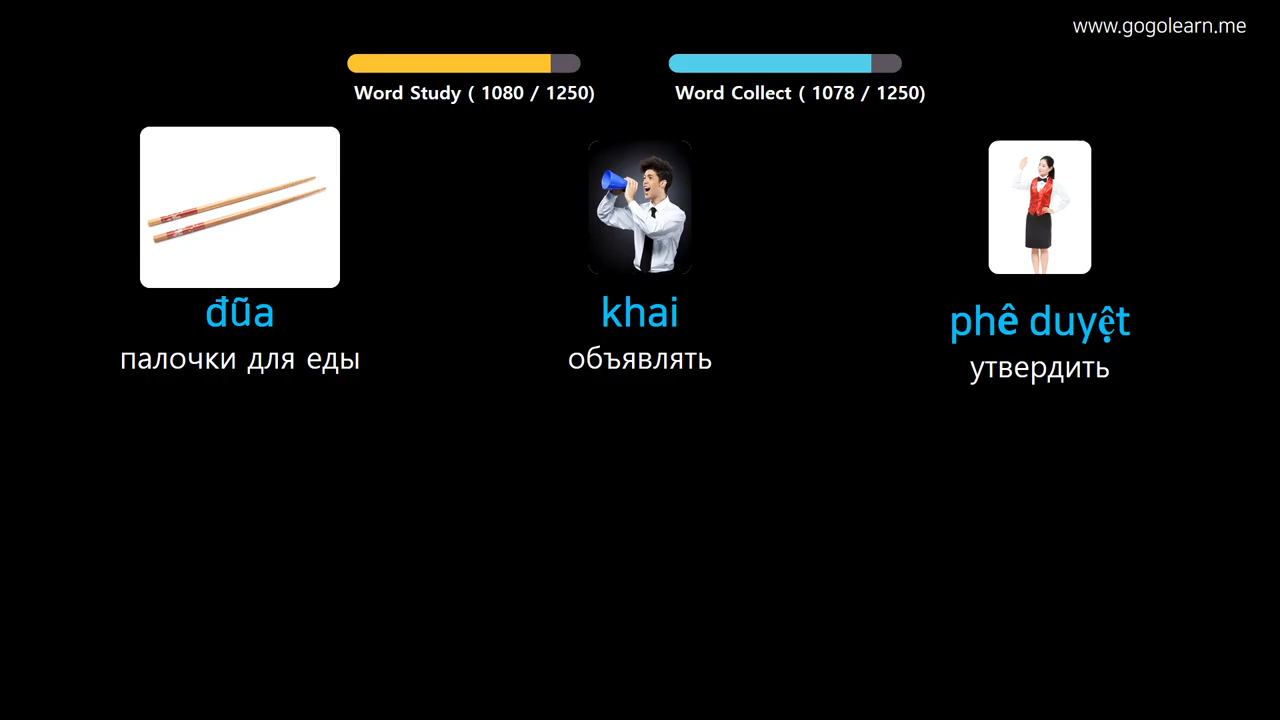 www.gogolearn.me
Word Study ( 1080 / 1250)
Word Collect ( 1078 / 1250)
đũa
khai
phê duyệt
палочки для еды
объявлять
утвердить